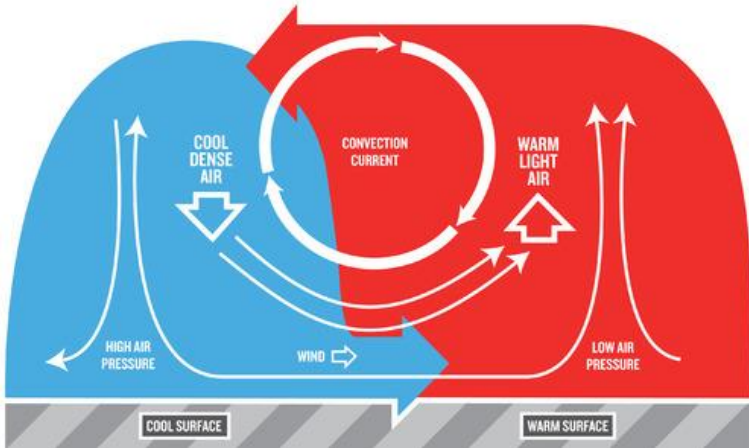 COOL
DENSE
AIR
CONVECTION
CURRENT
WARM
LIGHT
AIR
HIGH AIR
PRESSURE
WIND
LOW AIR
PRESSURE
COOL SURFACE
WARM SURFACE